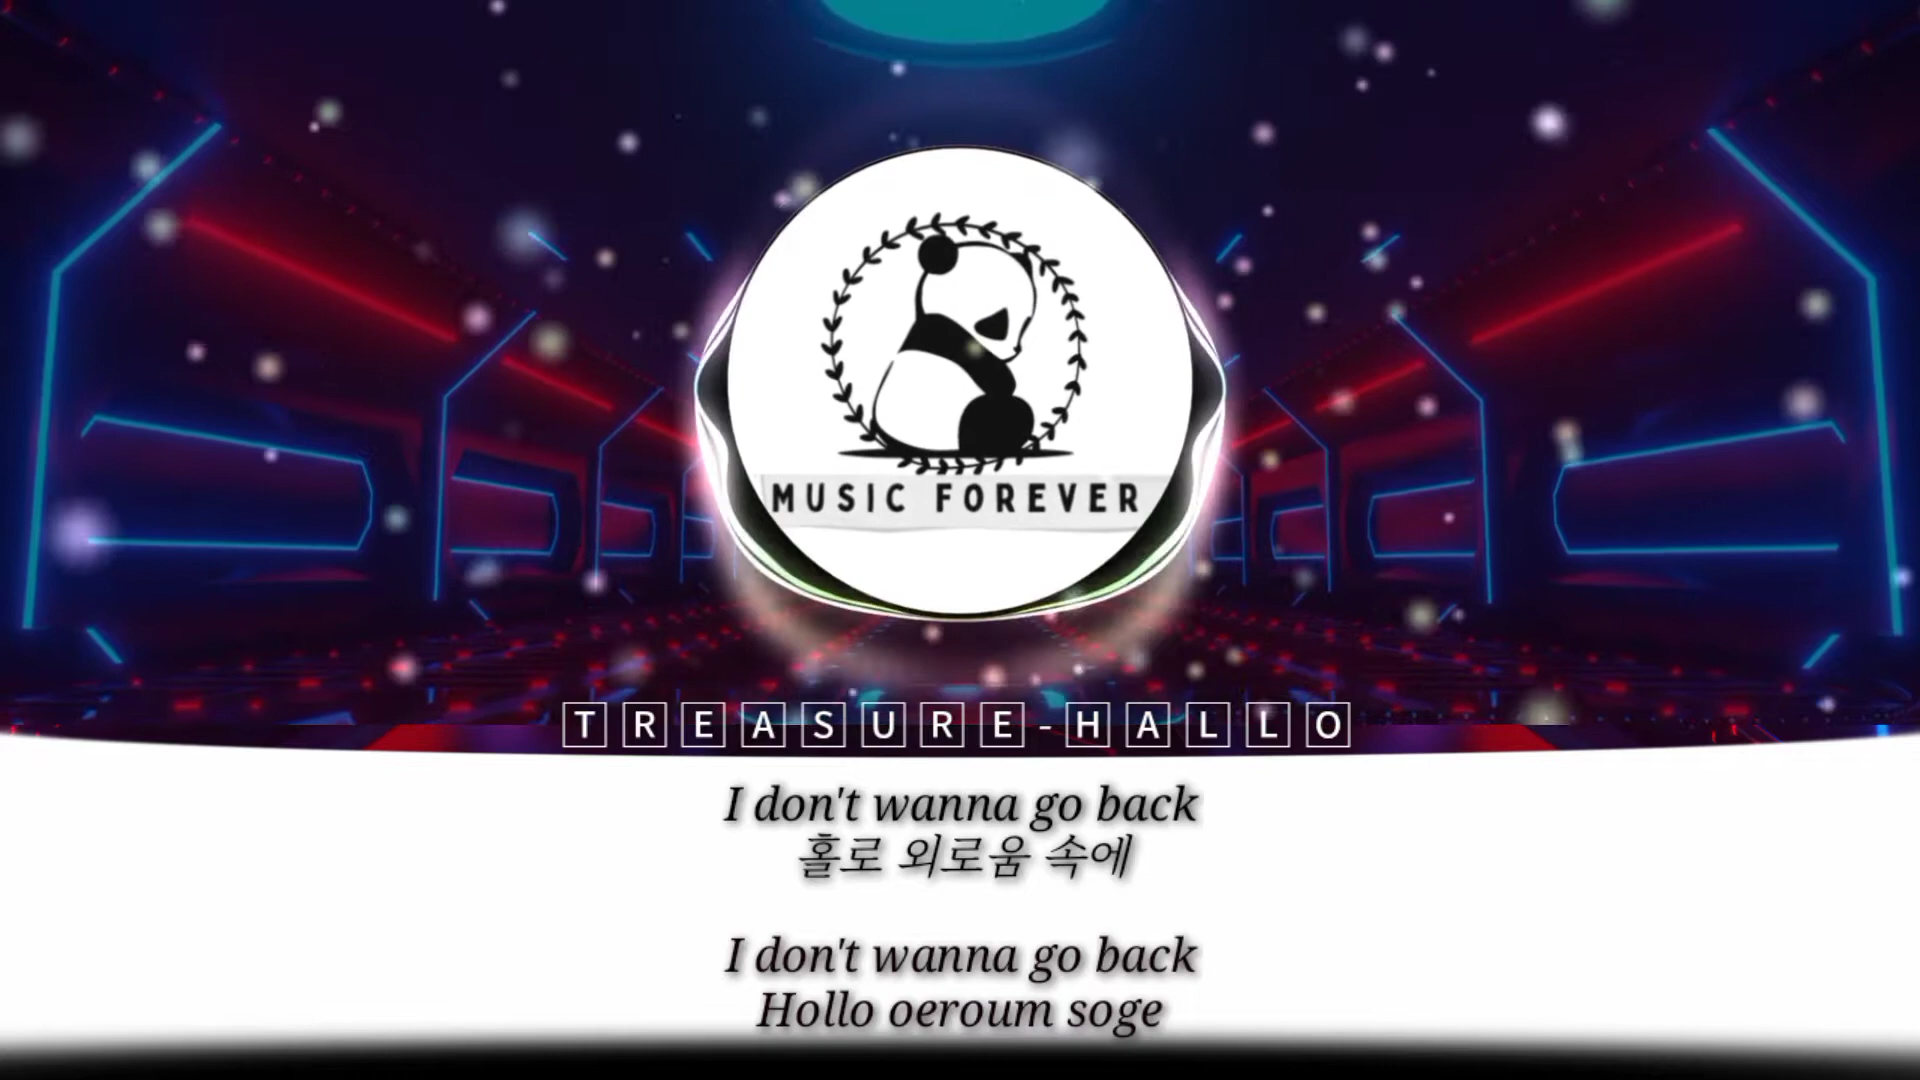 MUSIC FOREVER
TREASURE-HALLO
I don't wanna go back
홀로 외로움 속에
I don't wanna go back
Hollo oeroum soge